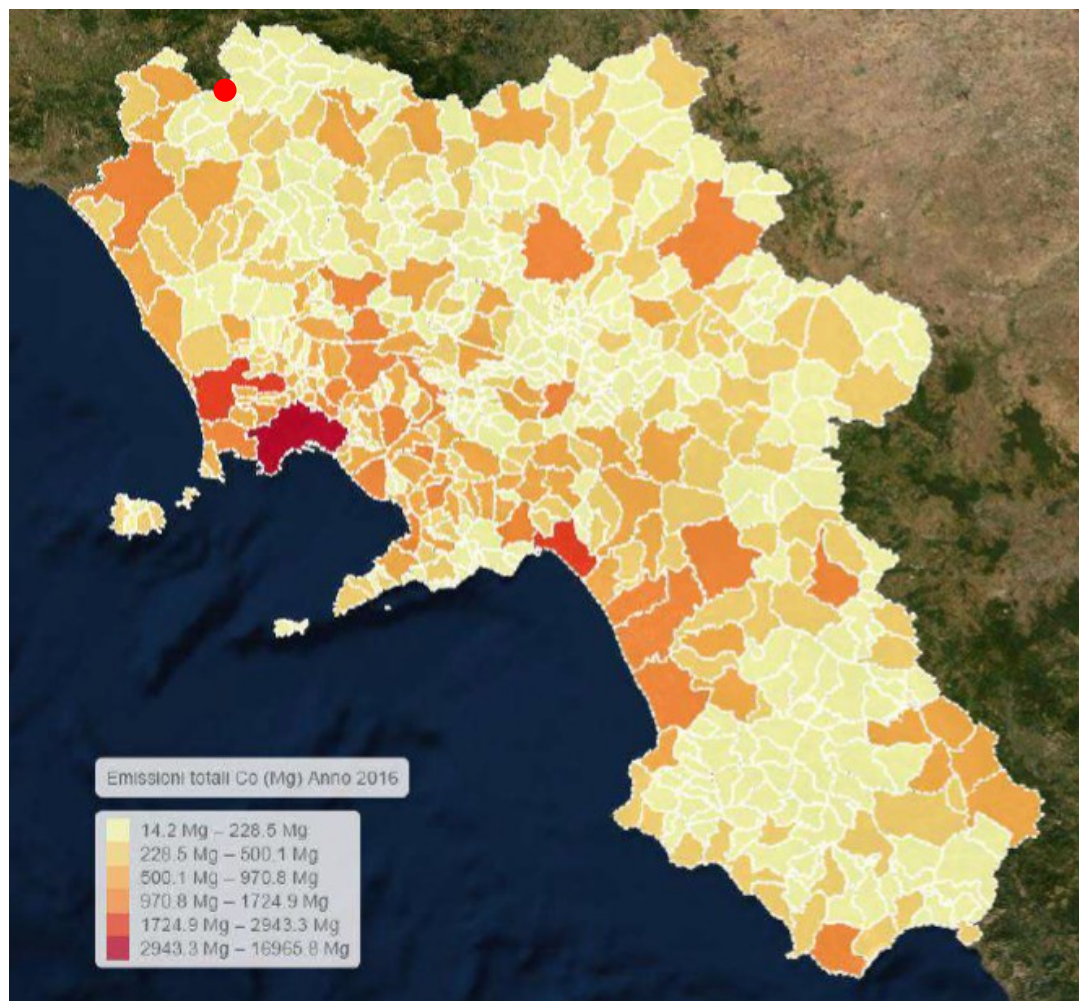 Emissioni totali Co (Mg) Anno 2016
14.2 Mg – 228.5 Mg
228.5 Mg – 500.1 Mg
500.1 Mg – 970.8 Mg
970.8 Mg – 1724.9 Mg
1724.9 Mg – 2943.3 Mg
2943.3 Mg – 16965.8 Mg